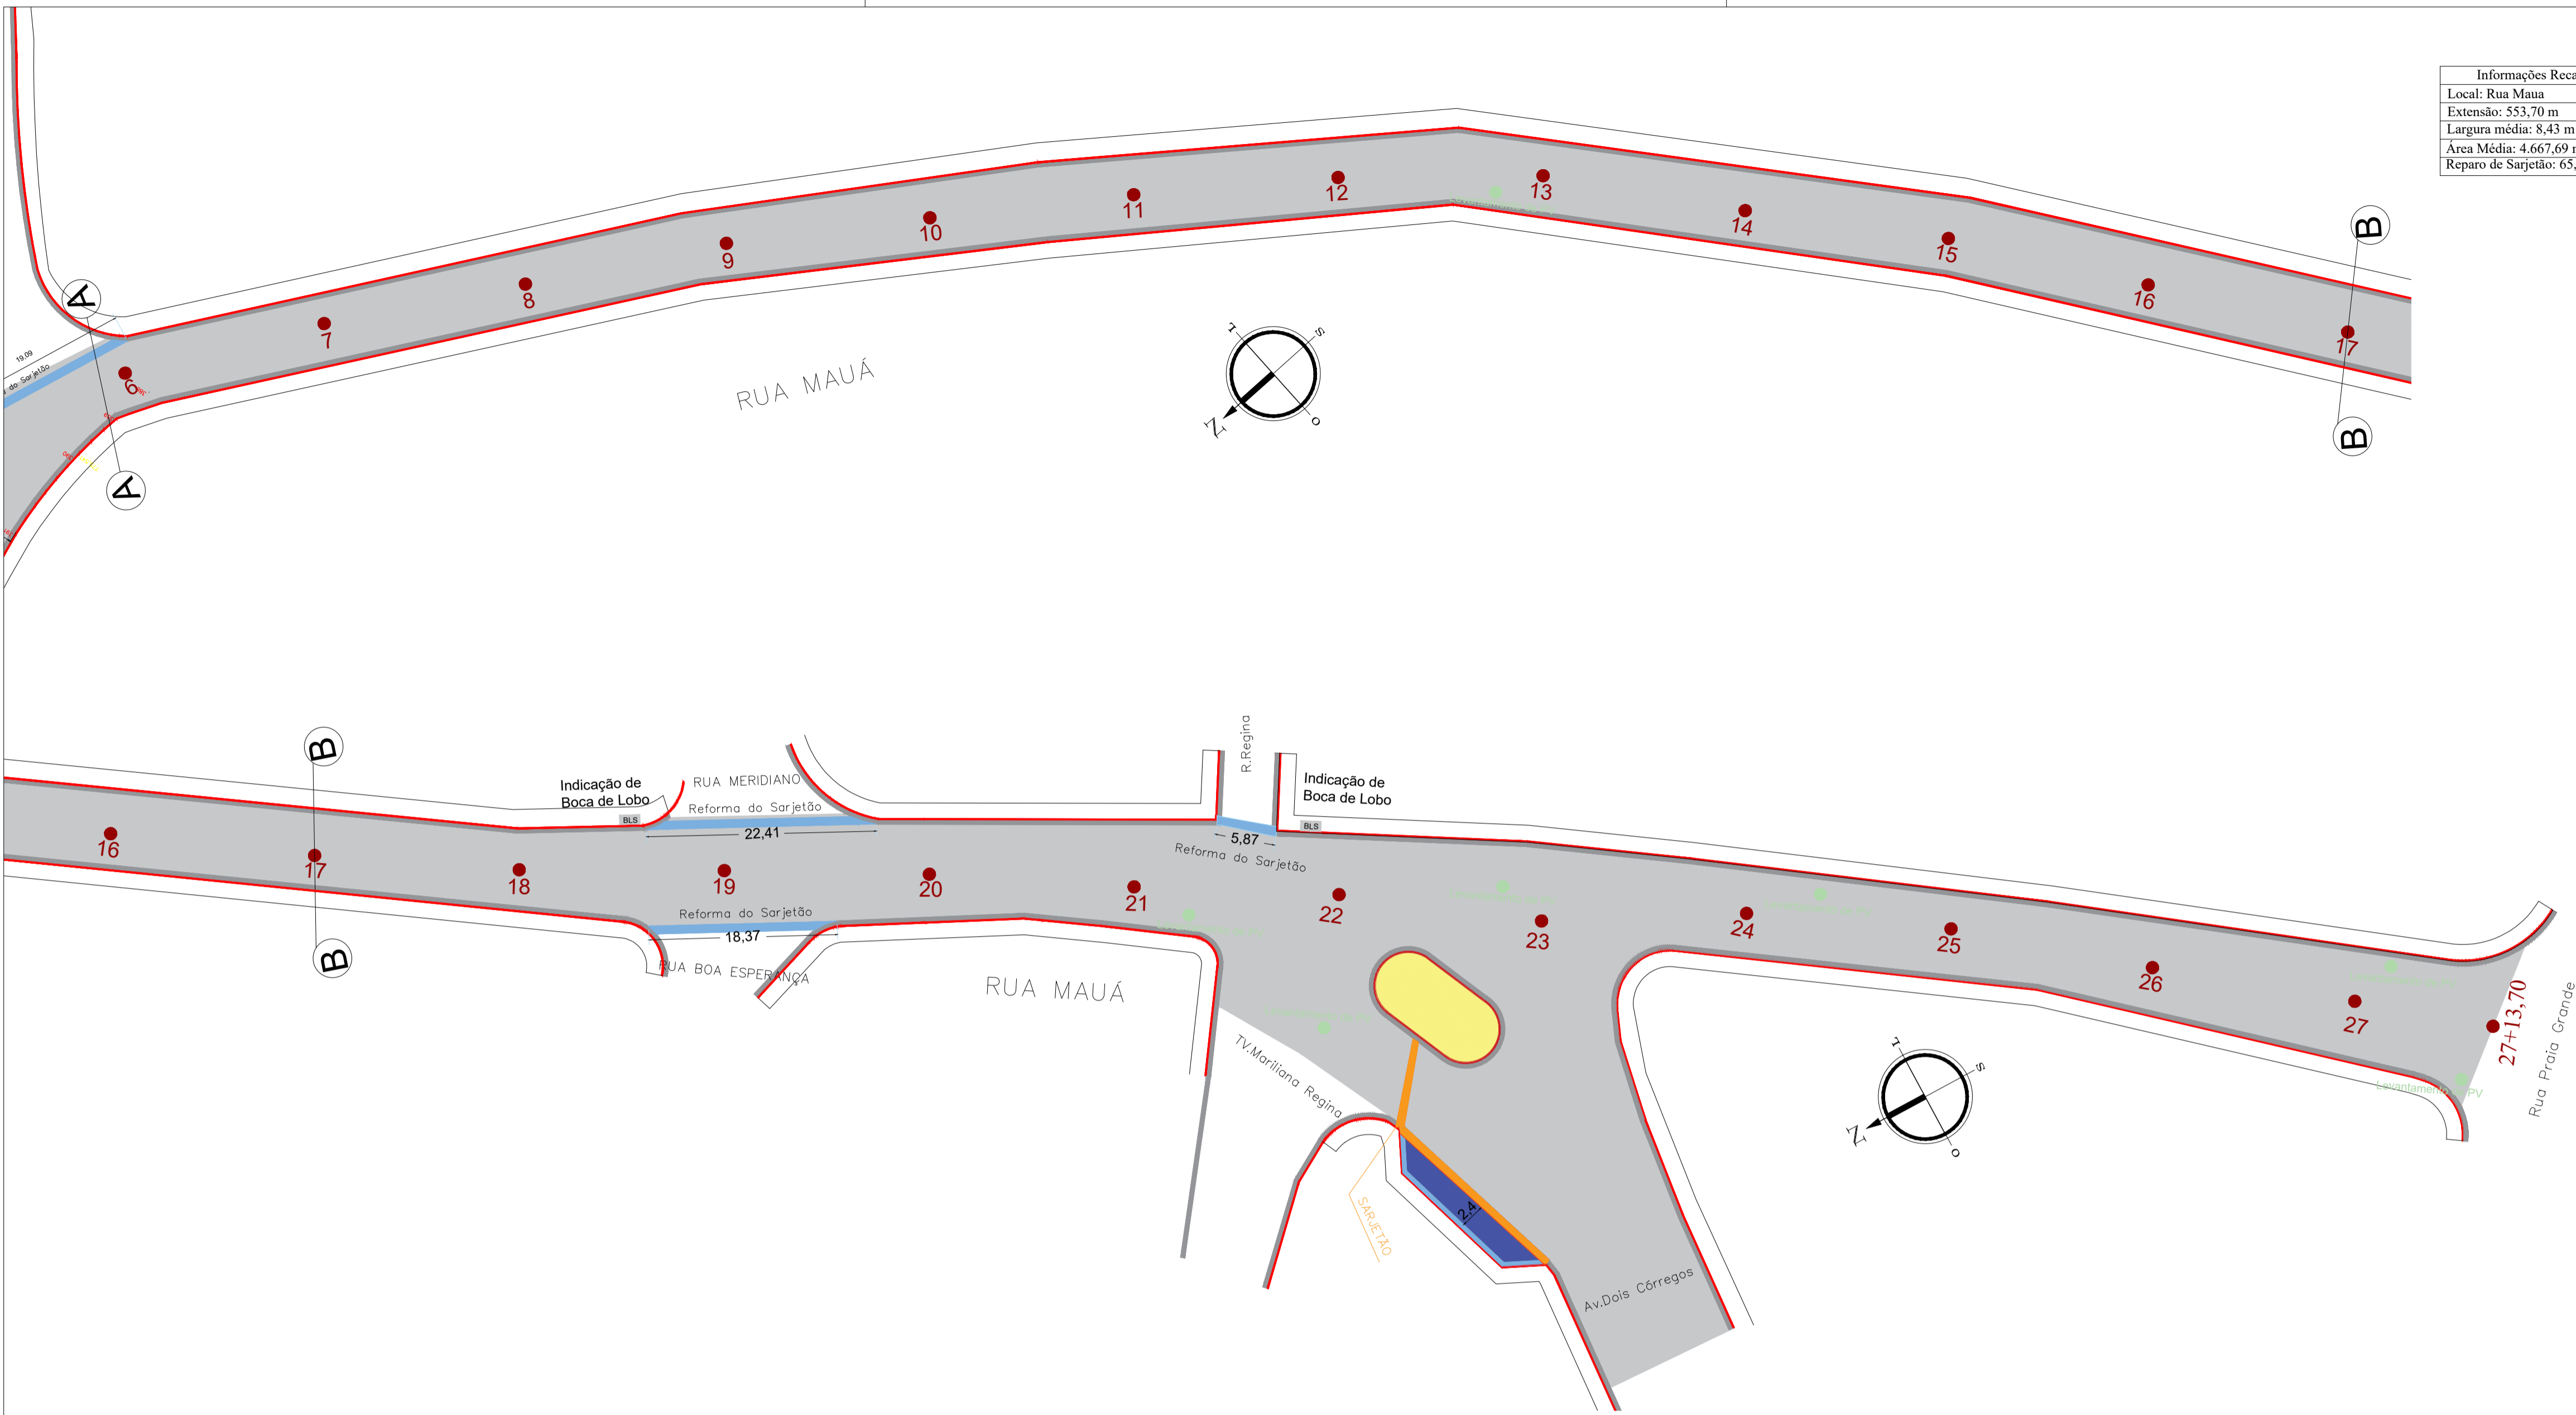 Informações Reca
Local: Rua Maua
Extensão: 553,70 m
Largura média: 8,43 m
Área Média: 4.667,69 m
Reparo de Sarjetão: 65,
A
19,09
do Sarjetão
6
A
7
8
9
10
11
12
13
14
15
16
17
B
B
RUA MAUÁ
L
S
N
O
B
16
17
B
18
Indicação de
Boca de Lobo
BLS
RUA MERIDIANO
Reforma do Sarjetão
22,41
19
Reforma do Sarjetão
18,37
RUA BOA ESPERANÇA
20
21
RUA MAUÁ
R.Regina
5,87
Reforma do Sarjetão
Indicação de
Boca de Lobo
BLS
22
23
24
25
26
27
27+13,70
Rua Praia Grande
Levantamento PV
TV.Mariliana Regina
SARJETÃO
2,4
Av.Dois Córregos
L
S
N
O